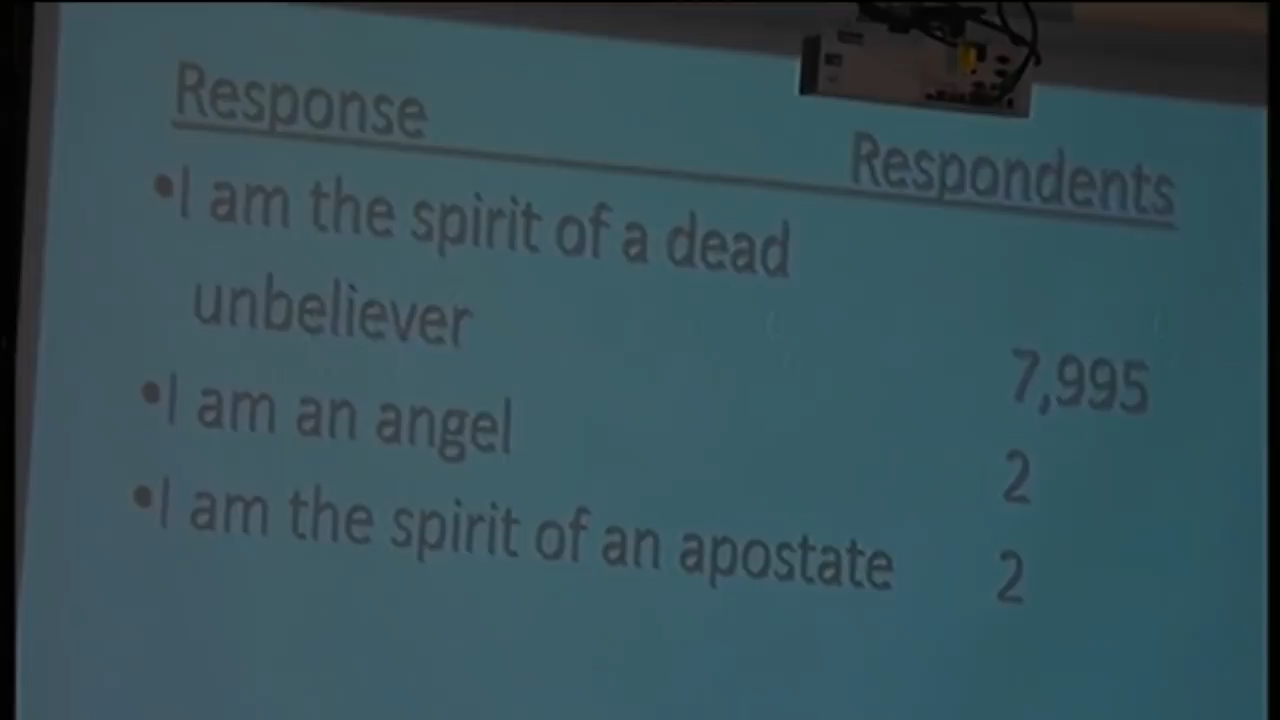 Response Respondents
•I am the spirit of a dead
unbeliever 7,995
•I am an angel 2
•I am the spirit of an apostate 2